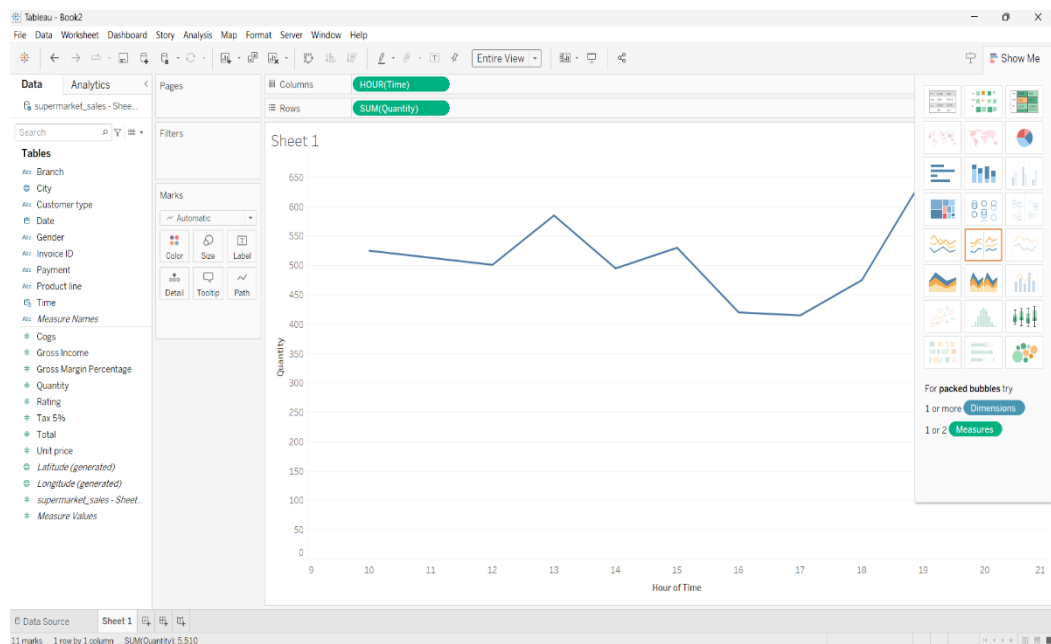 Tableau - Book2
File Data Worksheet Dashboard Story Analysis Map Format Server Window Help
Entire View
Show Me
Data Analytics
supermarket_sales - Shee...
Search
Tables
Abc Branch
City
Abc Customer type
Date
Abc Gender
Abc Invoice ID
Abc Payment
Abc Product line
Time
Abc Measure Names
Cogs
Gross Income
Gross Margin Percentage
Quantity
Rating
Tax 5%
Total
Unit price
Latitude (generated)
Longitude (generated)
supermarket_sales - Sheet...
Measure Values
Pages
Filters
Marks
Automatic
Color Size Label
Detail Tooltip Path
Columns HOUR(Time)
Rows SUM(Quantity)
Sheet 1
650
600
550
500
450
400
350
300
250
200
150
100
50
0
Quantity
9 10 11 12 13 14 15 16 17 18 19 20 21
Hour of Time
For packed bubbles try
1 or more Dimensions
1 or 2 Measures
Data Source Sheet 1
11 marks 1 row by 1 column SUM(Quantity): 5,510